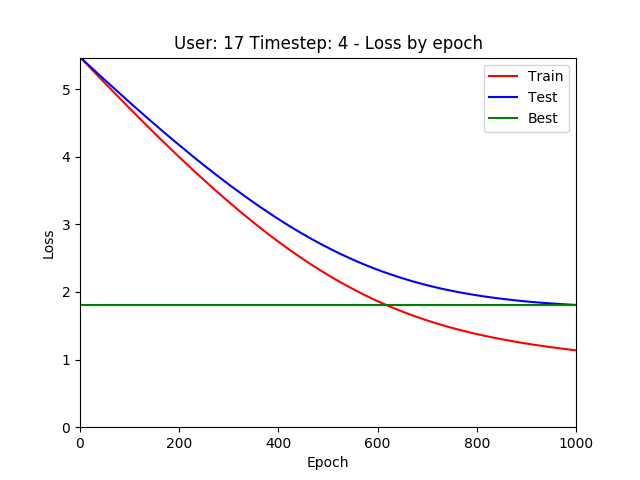 User: 17 Timestep: 4 - Loss by epoch
Train
Test
Best
Loss
5
4
3
2
1
0
0 200 400 600 800 1000
Epoch